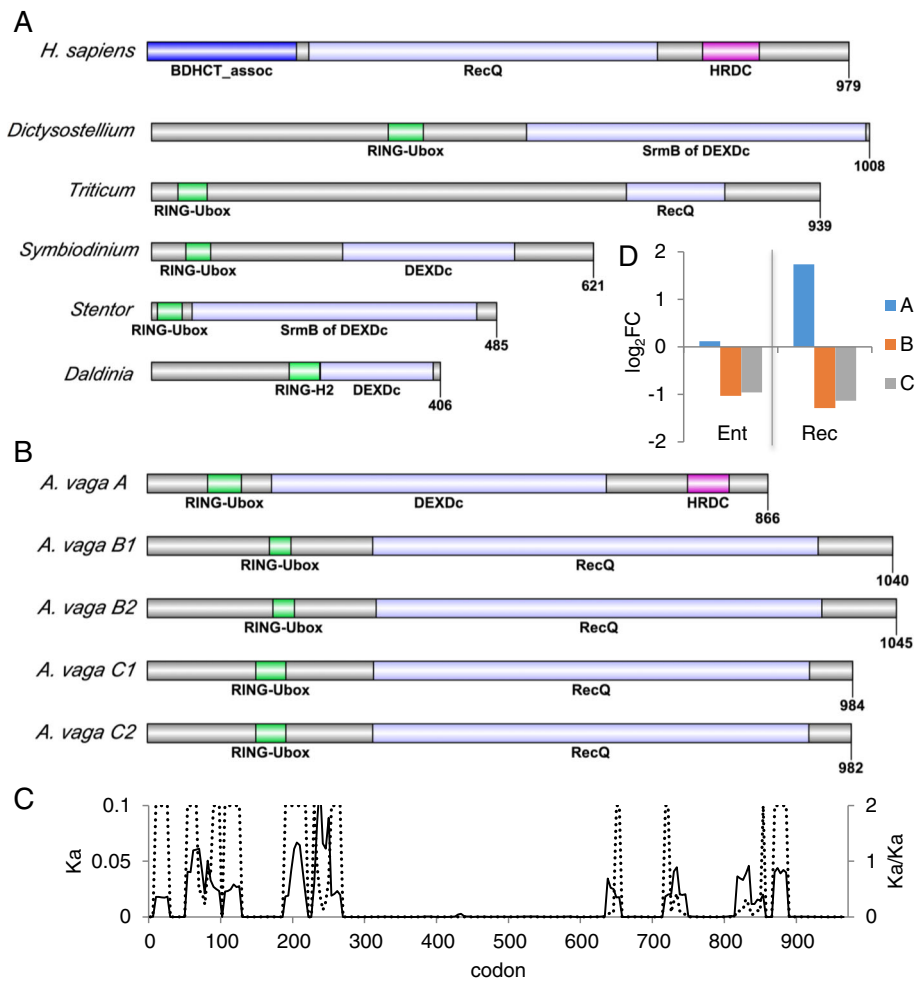 A
H. sapiens
BDHCT_assoc RecQ HRDC
979
Dictysostellium
RING-Ubox SrmB of DEXDc
1008
Triticum
RING-Ubox RecQ
939
Symbiodinium
RING-Ubox DEXDc
621
Stentor
RING-Ubox SrmB of DEXDc
485
Daldinia
RING-H2 DEXDc
406
D
log2FC
2
1
0
-1
-2
Ent Rec
A
B
C
B
A. vaga A
RING-Ubox DEXDc HRDC
866
A. vaga B1
RING-Ubox RecQ
1040
A. vaga B2
RING-Ubox RecQ
1045
A. vaga C1
RING-Ubox RecQ
984
A. vaga C2
RING-Ubox RecQ
982
C
Ka
0.1
0.05
0
2
1
0
Ka/Ka
0 100 200 300 400 500 600 700 800 900
codon